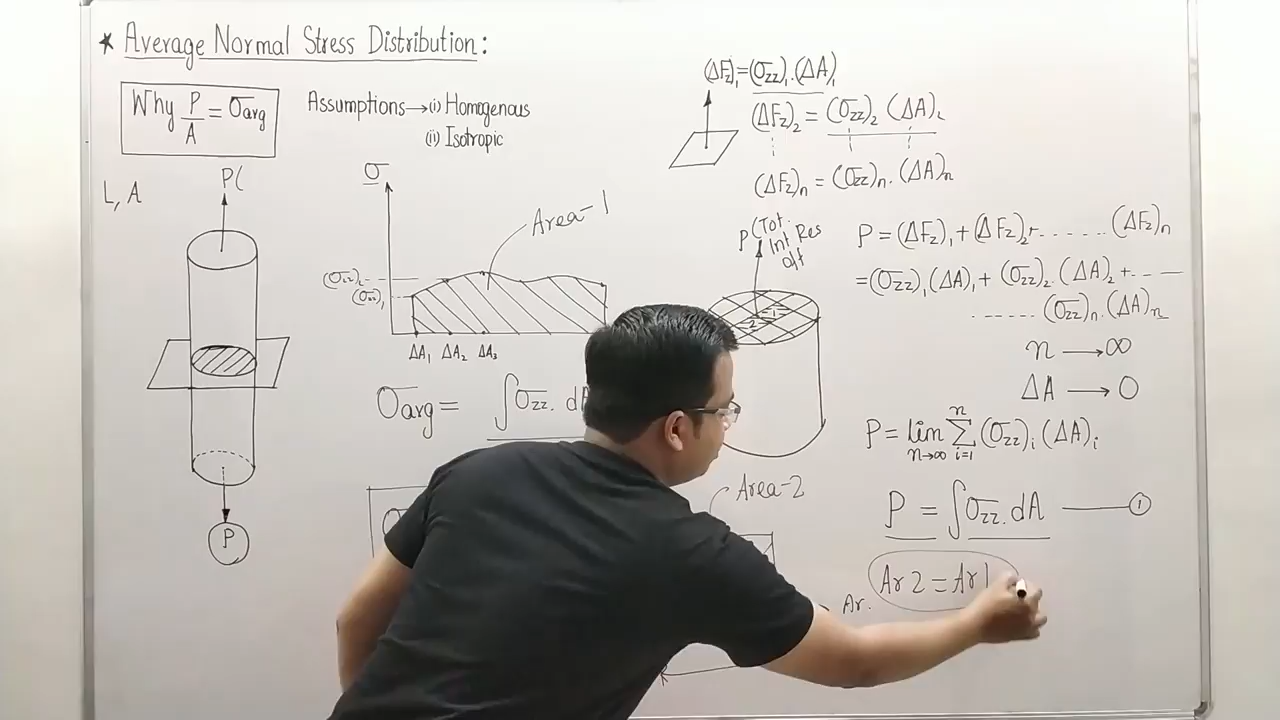 * Average Normal Stress Distribution:
Why P/A = σavg
Assumptions→(i) Homogenous
(ii) Isotropic
L, A
P(
P
σ
Area-1
(σzz)2
(σzz)1
ΔA1 ΔA2 ΔA3
σavg = ∫σzz. dA
(ΔFz)1=(σzz)1.(ΔA)1
(ΔFz)2 = (σzz)2 (ΔA)2
(ΔFz)n = (σzz)n. (ΔA)n
P(Tot.
Int Res
off
-1-
-2-
Area-2
P = (ΔFz)1 + (ΔFz)2+ ...... (ΔFz)n
=(σzz)1(ΔA)1 + (σzz)2. (ΔA)2 + ---
...... (σzz)n. (ΔA)n
n → ∞
ΔA → 0
P = lim n→∞ n Σ i=1 (σzz)i (ΔA)i
P = ∫σzz. dA — 1
Ar 2 = Ar 1
Ar.